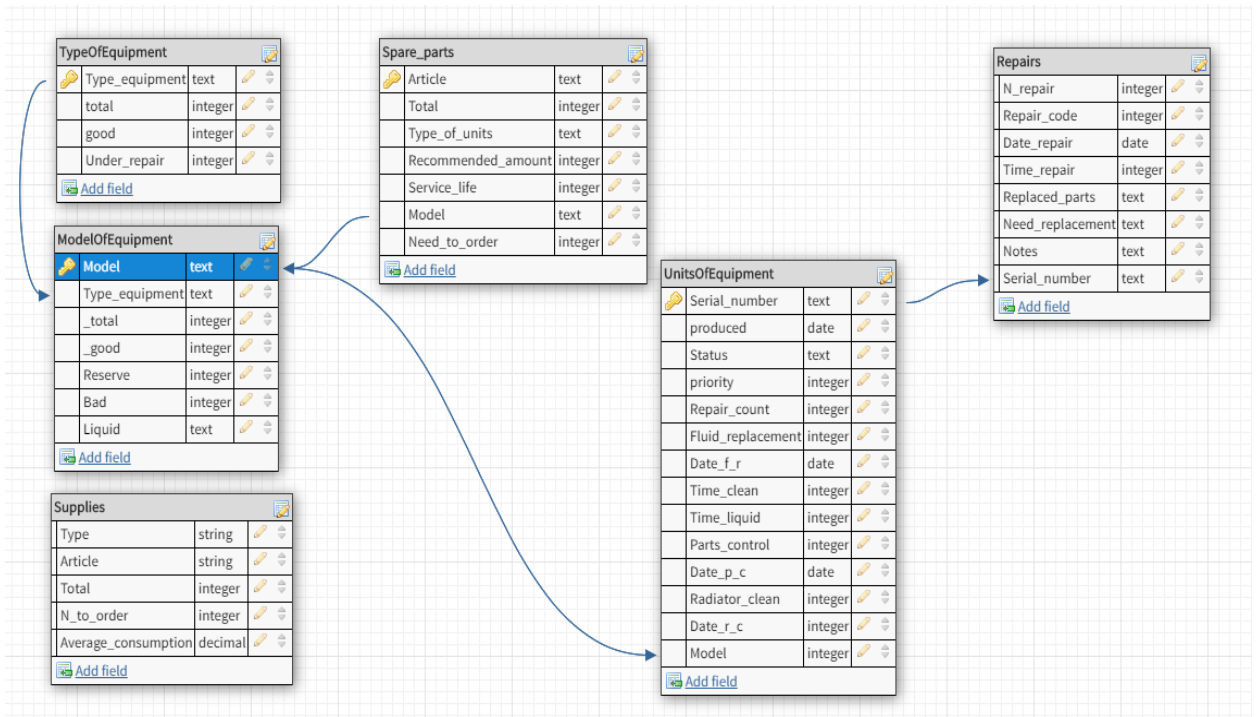 TypeOfEquipment
Type_equipment text
total integer
good integer
Under_repair integer
Add field
ModelOfEquipment
Model text
Type_equipment text
_total integer
_good integer
Reserve integer
Bad integer
Liquid text
Add field
Supplies
Type string
Article string
Total integer
N_to_order integer
Average_consumption decimal
Add field
Spare_parts
Article text
Total integer
Type_of_units text
Recommended_amount integer
Service_life integer
Model text
Need_to_order integer
Add field
UnitsOfEquipment
Serial_number text
produced date
Status text
priority integer
Repair_count integer
Fluid_replacement integer
Date_f_r date
Time_clean integer
Time_liquid integer
Parts_control integer
Date_p_c date
Radiator_clean integer
Date_r_c integer
Model integer
Add field
Repairs
N_repair integer
Repair_code integer
Date_repair date
Time_repair integer
Replaced_parts text
Need_replacement text
Notes text
Serial_number text
Add field